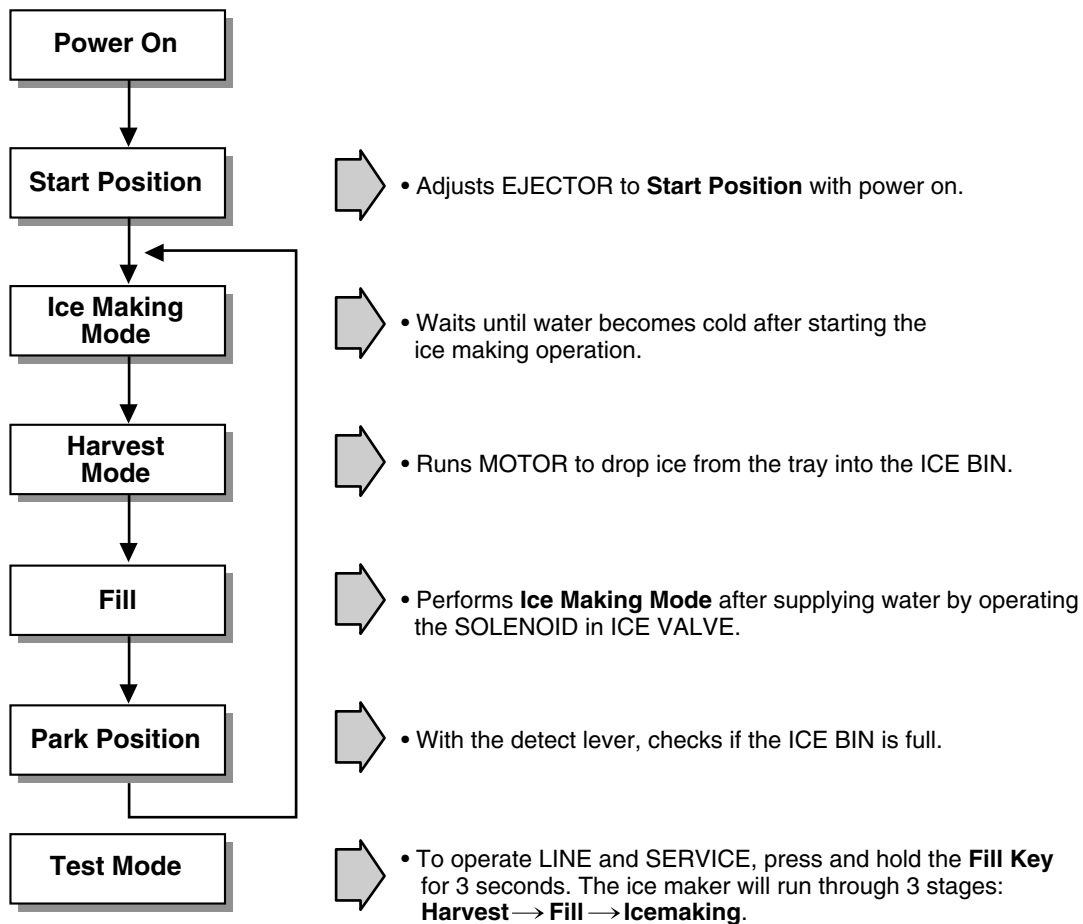 Power On
Start Position
• Adjusts EJECTOR to Start Position with power on.
Ice Making
Mode
• Waits until water becomes cold after starting the
ice making operation.
Harvest
Mode
• Runs MOTOR to drop ice from the tray into the ICE BIN.
Fill
• Performs Ice Making Mode after supplying water by operating
the SOLENOID in ICE VALVE.
Park Position
• With the detect lever, checks if the ICE BIN is full.
Test Mode
• To operate LINE and SERVICE, press and hold the Fill Key
for 3 seconds. The ice maker will run through 3 stages:
Harvest → Fill → Icemaking.